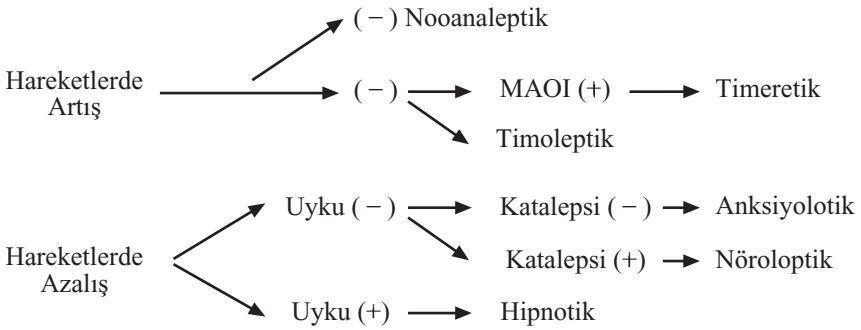 ( − ) Nooanaleptik
Hareketlerde
Artış
( − )
MAOI (+)
Timeretik
Timoleptik
Uyku ( − )
Katalepsi ( − )
Anksiyolotik
Hareketlerde
Azalış
Katalepsi (+)
Nöroloptik
Uyku (+)
Hipnotik